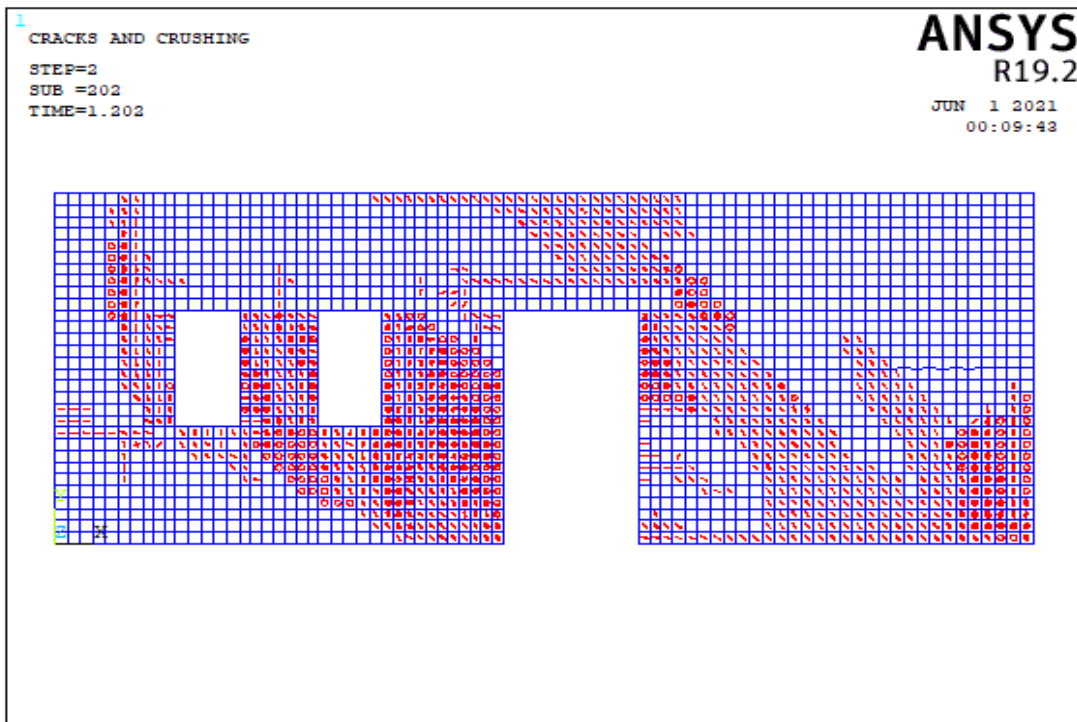 1
CRACKS AND CRUSHING
STEP=2
SUB =202
TIME=1.202
ANSYS
R19.2
JUN  1 2021
00:09:43
Y
Z X